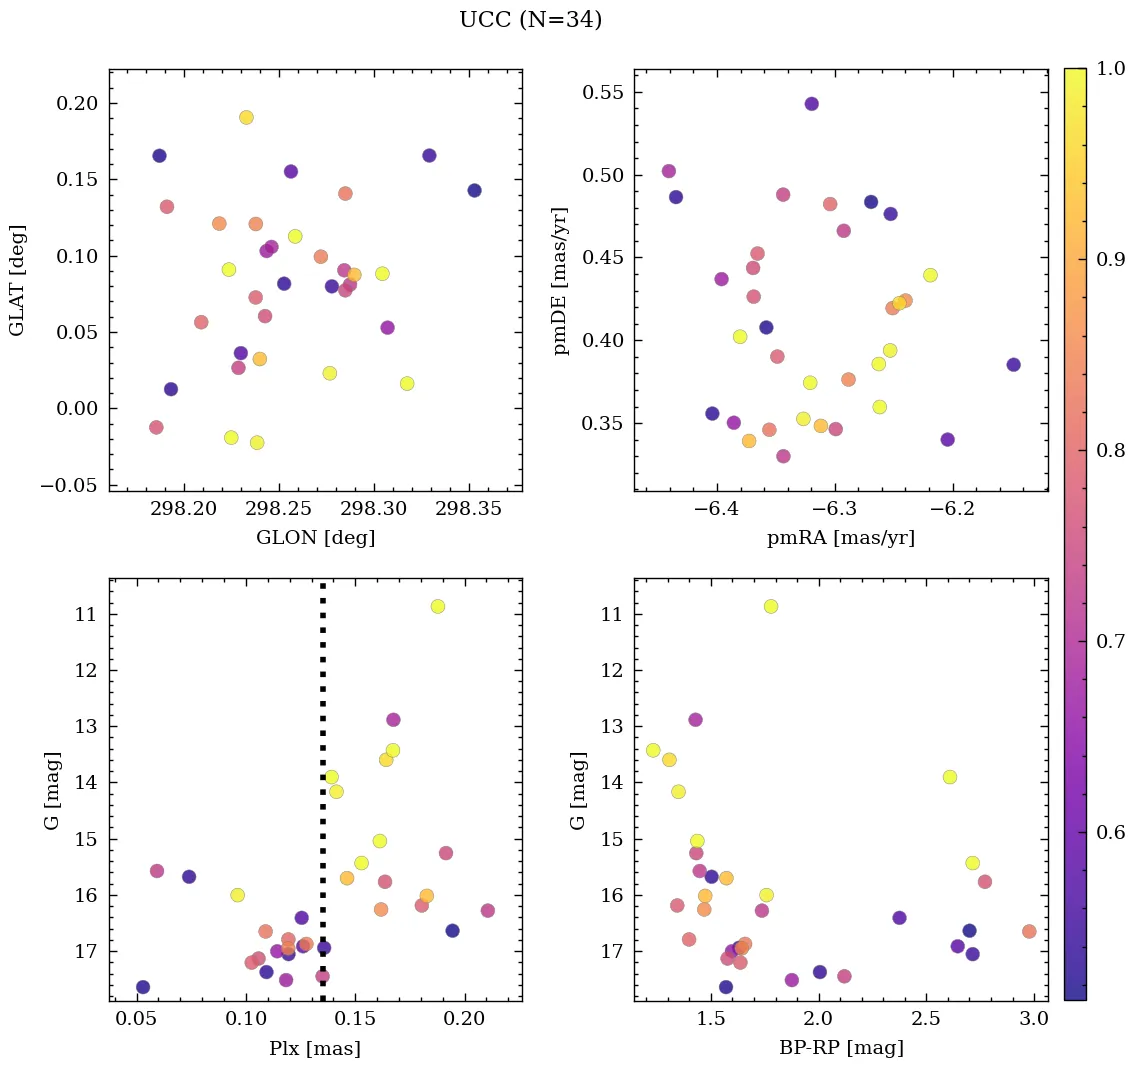 UCC (N=34)
0.20
0.15
0.10
0.05
0.00
−0.05
GLAT [deg]
298.20 298.25 298.30 298.35
GLON [deg]
0.55
0.50
0.45
0.40
0.35
pmDE [mas/yr]
−6.4 −6.3 −6.2
pmRA [mas/yr]
1.0
0.9
0.8
0.7
0.6
11
12
13
14
15
16
17
G [mag]
0.05 0.10 0.15 0.20
Plx [mas]
11
12
13
14
15
16
17
G [mag]
1.5 2.0 2.5 3.0
BP-RP [mag]